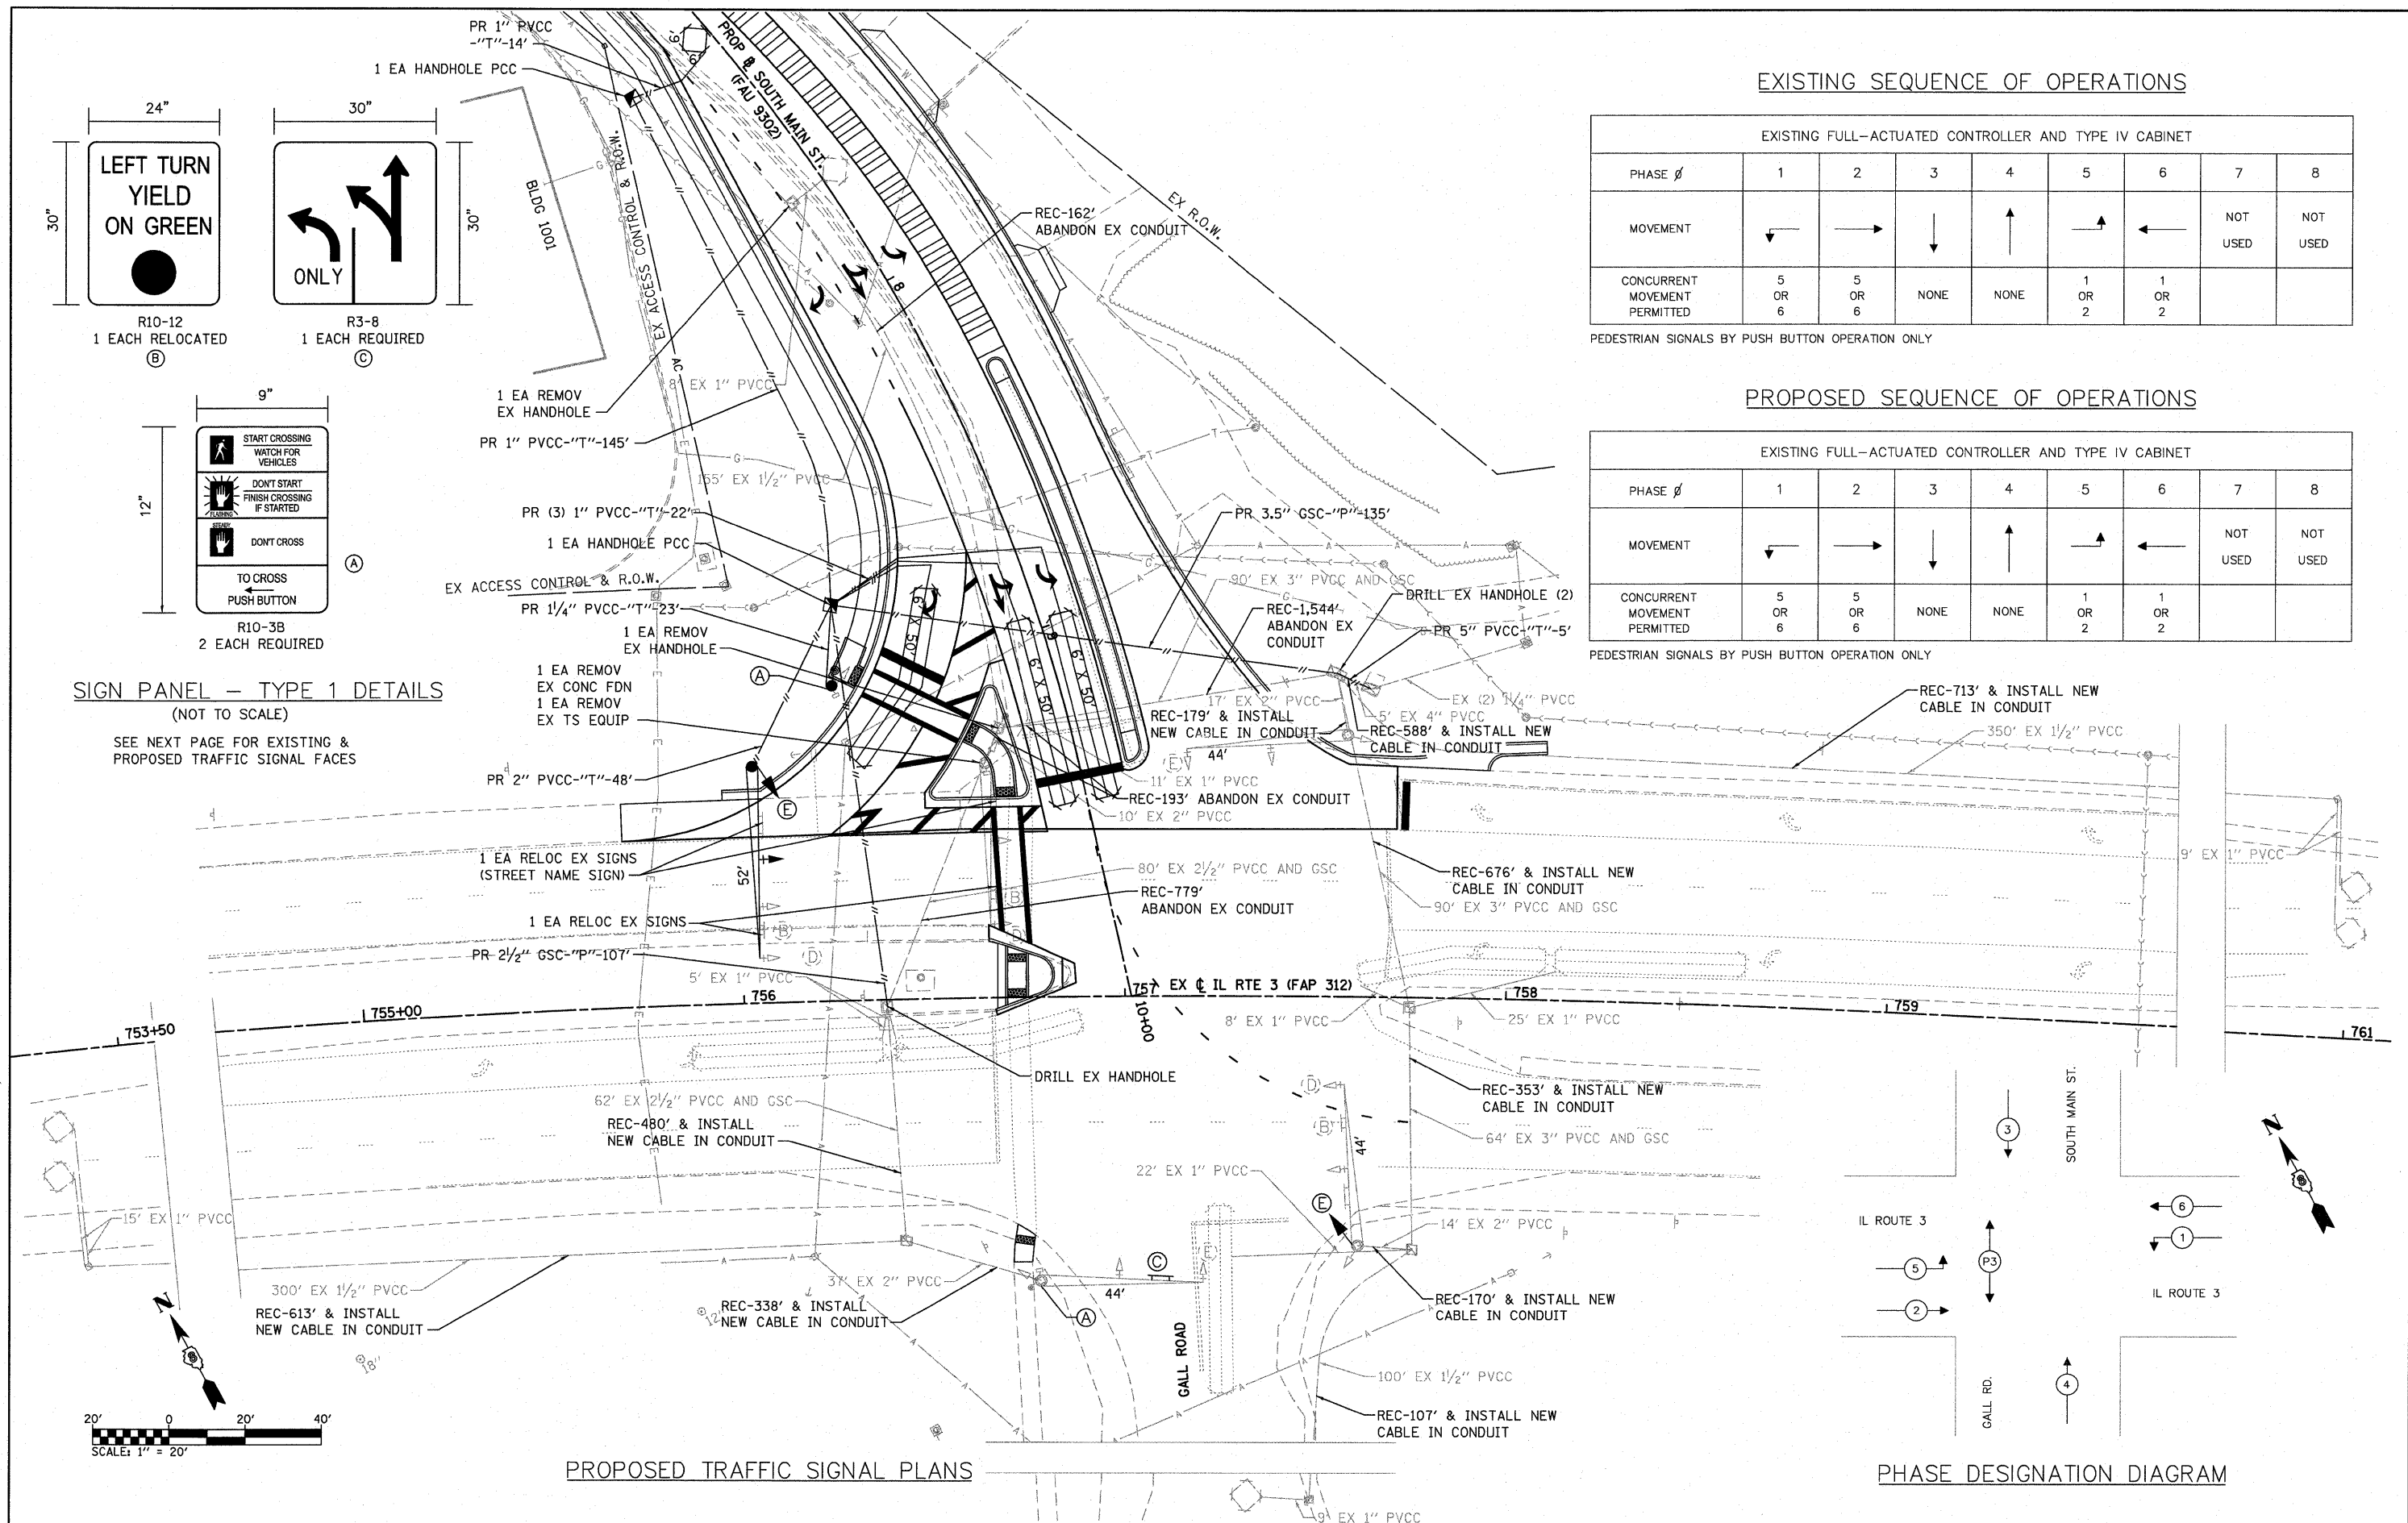 PR 1" PVCC
-"T"-14'
1 EA HANDHOLE PCC
6'
6'
PROP ℄ SOUTH MAIN ST.
(FAU 9302)
24"
30"
LEFT TURN
YIELD
ON GREEN
30"
R10-12
1 EACH RELOCATED
B
30"
ONLY
R3-8
1 EACH REQUIRED
C
9"
12"
START CROSSING
WATCH FOR
VEHICLES
DON'T START
FINISH CROSSING
IF STARTED
FLASHING
STEADY
DON'T CROSS
TO CROSS
PUSH BUTTON
A
R10-3B
2 EACH REQUIRED
SIGN PANEL - TYPE 1 DETAILS
(NOT TO SCALE)
SEE NEXT PAGE FOR EXISTING &
PROPOSED TRAFFIC SIGNAL FACES
BLDG 1001
EX ACCESS CONTROL & R.O.W.
AC
EX R.O.W.
REC-162'
ABANDON EX CONDUIT
8' EX 1" PVCC
1 EA REMOV
EX HANDHOLE
PR 1" PVCC-"T"-145'
165' EX 1½" PVCC
PR (3) 1" PVCC-"T"-22'
1 EA HANDHOLE PCC
EX ACCESS CONTROL & R.O.W.
PR 1¼" PVCC-"T"-23'
1 EA REMOV
EX HANDHOLE
1 EA REMOV
EX CONC FDN
1 EA REMOV
EX TS EQUIP
A
PR 2" PVCC-"T"-48'
E
8
9
6' X 50'
6' X 50'
6' X 50'
PR 3.5" GSC-"P"-135'
90' EX 3" PVCC AND GSC
DRILL EX HANDHOLE (2)
REC-1,544'
ABANDON EX
CONDUIT
PR 5" PVCC-"T"-5'
17' EX 2" PVCC
EX (2) 1¼" PVCC
5' EX 4" PVCC
REC-179' & INSTALL
NEW CABLE IN CONDUIT
REC-588' & INSTALL NEW
CABLE IN CONDUIT
(E)
44'
11' EX 1" PVCC
REC-193' ABANDON EX CONDUIT
10' EX 2" PVCC
REC-713' & INSTALL NEW
CABLE IN CONDUIT
350' EX 1½" PVCC
9' EX 1" PVCC
1 EA RELOC EX SIGNS
(STREET NAME SIGN)
52'
80' EX 2½" PVCC AND GSC
REC-779'
ABANDON EX CONDUIT
REC-676' & INSTALL NEW
CABLE IN CONDUIT
90' EX 3" PVCC AND GSC
1 EA RELOC EX SIGNS
(B)
(B)
(D)
(D)
PR 2½" GSC-"P"-107'
5' EX 1" PVCC
753+50
755+00
756
757
EX ℄ IL RTE 3 (FAP 312)
758
759
761
10+00
8' EX 1" PVCC
25' EX 1" PVCC
DRILL EX HANDHOLE
62' EX 2½" PVCC AND GSC
REC-480' & INSTALL
NEW CABLE IN CONDUIT
(D)
(B)
44'
REC-353' & INSTALL NEW
CABLE IN CONDUIT
64' EX 3" PVCC AND GSC
22' EX 1" PVCC
E
14' EX 2" PVCC
15' EX 1" PVCC
300' EX 1½" PVCC
REC-613' & INSTALL
NEW CABLE IN CONDUIT
37' EX 2" PVCC
C
(E)
44'
REC-338' & INSTALL
NEW CABLE IN CONDUIT
A
12"
18"
REC-170' & INSTALL NEW
CABLE IN CONDUIT
GALL ROAD
100' EX 1½" PVCC
REC-107' & INSTALL NEW
CABLE IN CONDUIT
9' EX 1" PVCC
N
20' 0 20' 40'
SCALE: 1" = 20'
PROPOSED TRAFFIC SIGNAL PLANS
EXISTING SEQUENCE OF OPERATIONS
EXISTING FULL-ACTUATED CONTROLLER AND TYPE IV CABINET
PHASE Ø 1 2 3 4 5 6 7 8
MOVEMENT NOT USED NOT USED
CONCURRENT MOVEMENT PERMITTED 5 OR 6 5 OR 6 NONE NONE 1 OR 2 1 OR 2
PEDESTRIAN SIGNALS BY PUSH BUTTON OPERATION ONLY
PROPOSED SEQUENCE OF OPERATIONS
EXISTING FULL-ACTUATED CONTROLLER AND TYPE IV CABINET
PHASE Ø 1 2 3 4 5 6 7 8
MOVEMENT NOT USED NOT USED
CONCURRENT MOVEMENT PERMITTED 5 OR 6 5 OR 6 NONE NONE 1 OR 2 1 OR 2
PEDESTRIAN SIGNALS BY PUSH BUTTON OPERATION ONLY
SOUTH MAIN ST.
3
IL ROUTE 3
6
1
5
P3
2
IL ROUTE 3
GALL RD.
4
N
PHASE DESIGNATION DIAGRAM